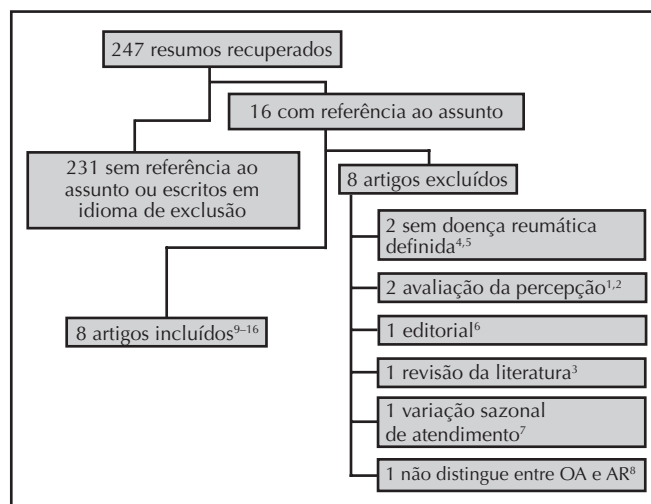 247 resumos recuperados
16 com referência ao assunto
231 sem referência ao
assunto ou escritos em
idioma de exclusão
8 artigos excluídos
2 sem doença reumática
definida4,5
2 avaliação da percepção1,2
8 artigos incluídos9–16
1 editorial6
1 revisão da literatura3
1 variação sazonal
de atendimento7
1 não distingue entre OA e AR8